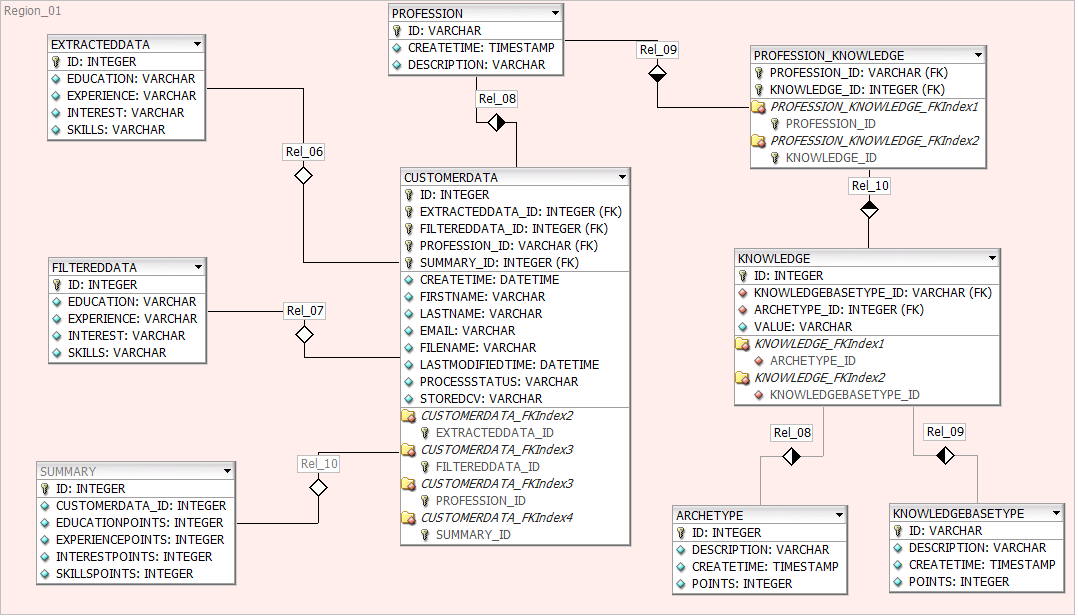 Region_01
PROFESSION
ID: VARCHAR
CREATETIME: TIMESTAMP
DESCRIPTION: VARCHAR
EXTRACTEDDATA
ID: INTEGER
EDUCATION: VARCHAR
EXPERIENCE: VARCHAR
INTEREST: VARCHAR
SKILLS: VARCHAR
Rel_09
PROFESSION_KNOWLEDGE
PROFESSION_ID: VARCHAR (FK)
KNOWLEDGE_ID: INTEGER (FK)
PROFESSION_KNOWLEDGE_FKIndex1
PROFESSION_ID
PROFESSION_KNOWLEDGE_FKIndex2
KNOWLEDGE_ID
Rel_08
Rel_06
Rel_10
CUSTOMERDATA
ID: INTEGER
EXTRACTEDDATA_ID: INTEGER (FK)
FILTEREDDATA_ID: INTEGER (FK)
PROFESSION_ID: VARCHAR (FK)
SUMMARY_ID: INTEGER (FK)
CREATETIME: DATETIME
FIRSTNAME: VARCHAR
LASTNAME: VARCHAR
EMAIL: VARCHAR
FILENAME: VARCHAR
LASTMODIFIEDTIME: DATETIME
PROCESSSTATUS: VARCHAR
STOREDCV: VARCHAR
CUSTOMERDATA_FKIndex2
EXTRACTEDDATA_ID
CUSTOMERDATA_FKIndex3
FILTEREDDATA_ID
CUSTOMERDATA_FKIndex3
PROFESSION_ID
CUSTOMERDATA_FKIndex4
SUMMARY_ID
FILTEREDDATA
ID: INTEGER
EDUCATION: VARCHAR
EXPERIENCE: VARCHAR
INTEREST: VARCHAR
SKILLS: VARCHAR
Rel_07
KNOWLEDGE
ID: INTEGER
KNOWLEDGEBASETYPE_ID: VARCHAR (FK)
ARCHETYPE_ID: INTEGER (FK)
VALUE: VARCHAR
KNOWLEDGE_FKIndex1
ARCHETYPE_ID
KNOWLEDGE_FKIndex2
KNOWLEDGEBASETYPE_ID
Rel_08
Rel_09
Rel_10
SUMMARY
ID: INTEGER
CUSTOMERDATA_ID: INTEGER
EDUCATIONPOINTS: INTEGER
EXPERIENCEPOINTS: INTEGER
INTERESTPOINTS: INTEGER
SKILLSPOINTS: INTEGER
ARCHETYPE
ID: INTEGER
DESCRIPTION: VARCHAR
CREATETIME: TIMESTAMP
POINTS: INTEGER
KNOWLEDGEBASETYPE
ID: VARCHAR
DESCRIPTION: VARCHAR
CREATETIME: TIMESTAMP
POINTS: INTEGER